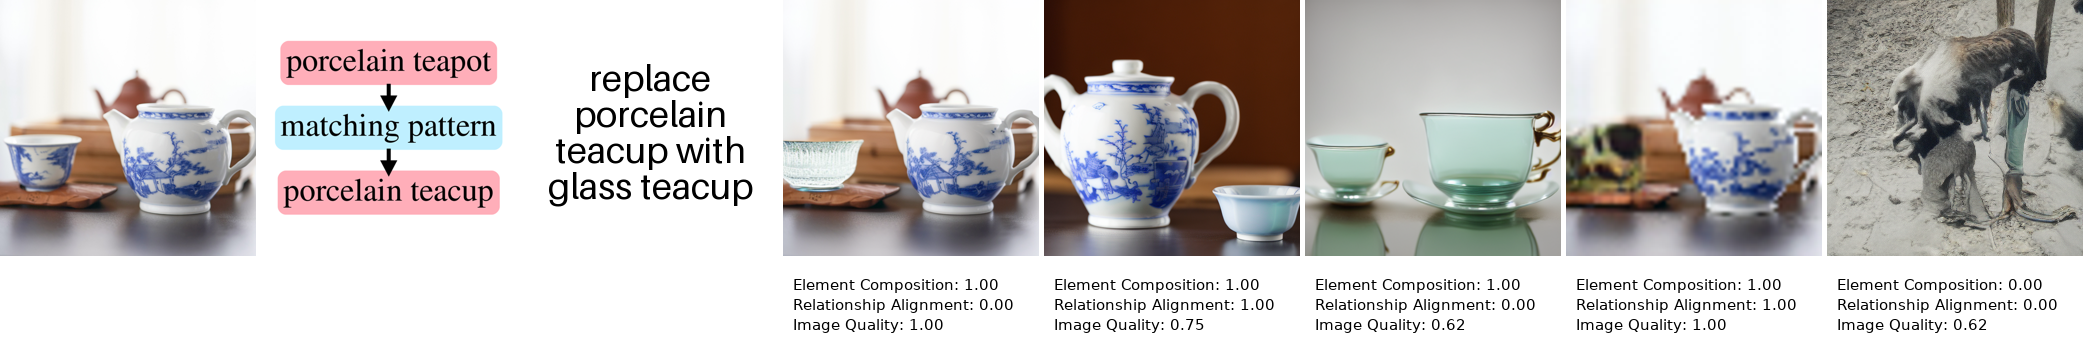 porcelain teapot
matching pattern
porcelain teacup
replace
porcelain
teacup with
glass teacup
Element Composition: 1.00
Relationship Alignment: 0.00
Image Quality: 1.00
Element Composition: 1.00
Relationship Alignment: 1.00
Image Quality: 0.75
Element Composition: 1.00
Relationship Alignment: 0.00
Image Quality: 0.62
Element Composition: 1.00
Relationship Alignment: 1.00
Image Quality: 1.00
Element Composition: 0.00
Relationship Alignment: 0.00
Image Quality: 0.62